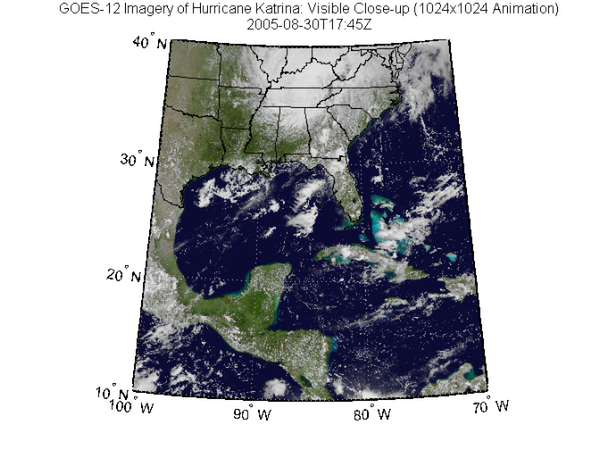 GOES-12 Imagery of Hurricane Katrina: Visible Close-up (1024x1024 Animation)
2005-08-30T17:45Z
40° N
30° N
20° N
10° N
100° W
90° W
80° W
70° W